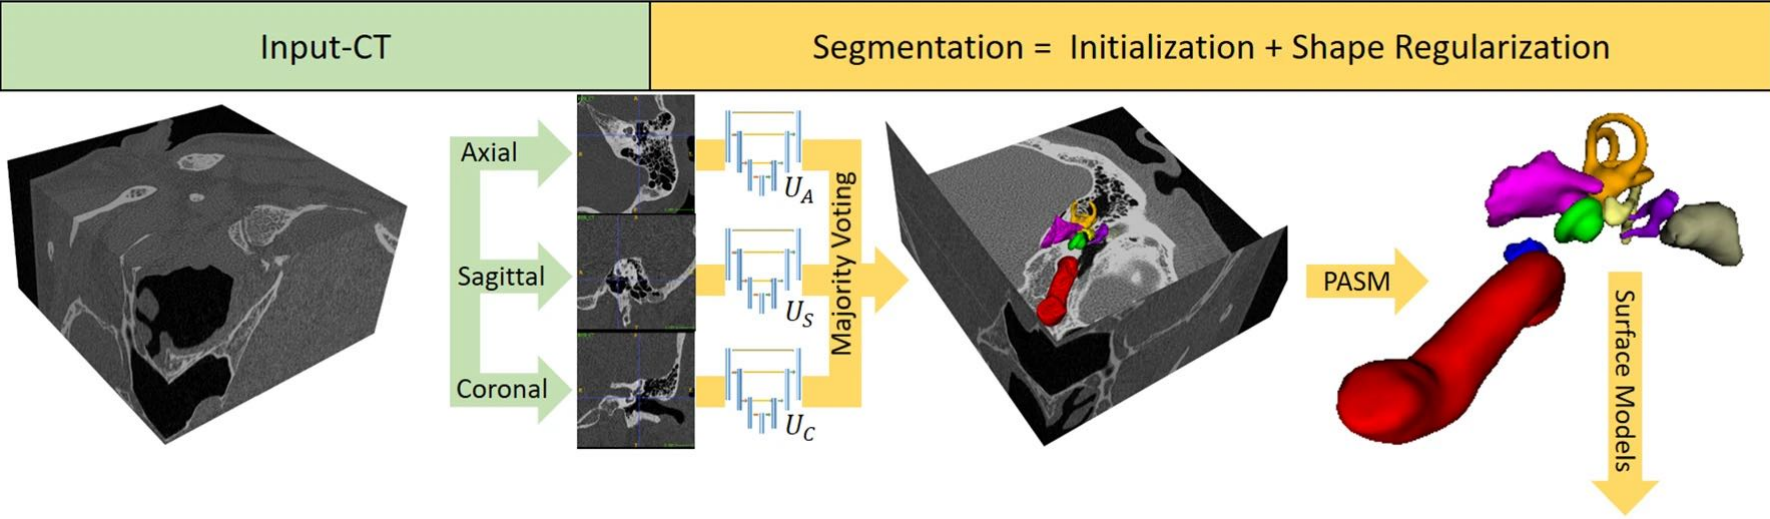 Input-CT
Segmentation = Initialization + Shape Regularization
Axial
Sagittal
Coronal
U_A
U_S
U_C
Majority Voting
PASM
Surface Models